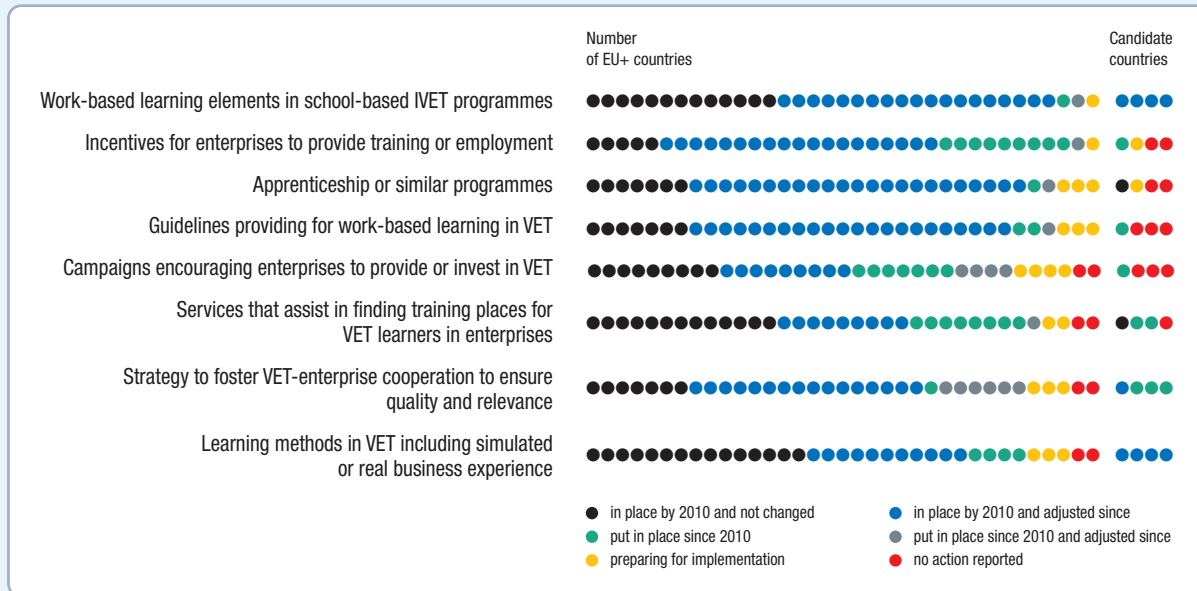 Number
of EU+ countries
Candidate
countries
Work-based learning elements in school-based IVET programmes
Incentives for enterprises to provide training or employment
Apprenticeship or similar programmes
Guidelines providing for work-based learning in VET
Campaigns encouraging enterprises to provide or invest in VET
Services that assist in finding training places for
VET learners in enterprises
Strategy to foster VET-enterprise cooperation to ensure
quality and relevance
Learning methods in VET including simulated
or real business experience
in place by 2010 and not changed
in place by 2010 and adjusted since
put in place since 2010
put in place since 2010 and adjusted since
preparing for implementation
no action reported